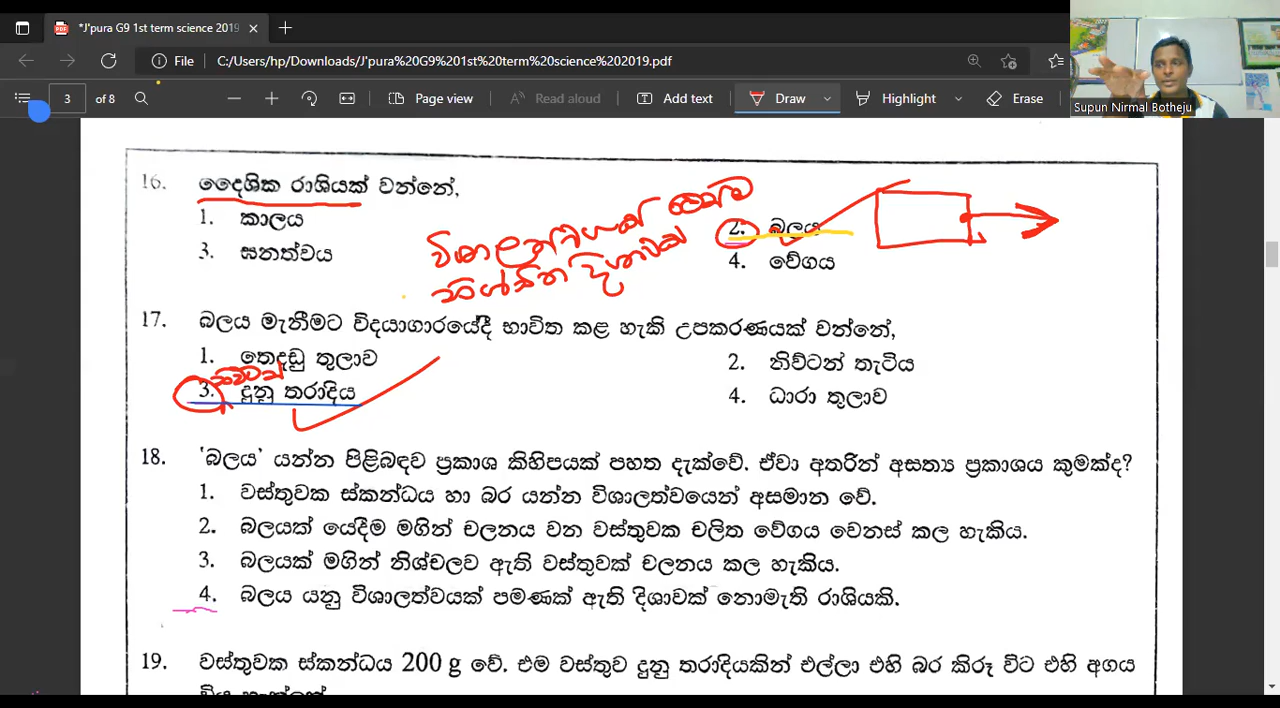 *J'pura G9 1st term science 2019
File C:/Users/hp/Downloads/J'pura%20G9%201st%20term%20science%202019.pdf
3 of 8 Page view Read aloud Add text Draw Highlight Erase
Supun Nirmal Botheju
16. දෛශික රාශියක් වන්නේ,
1. කාලය
2. බලය
3. ඝනත්වය
4. වේගය
විශාලත්වයක් මෙන්ම
නිශ්චිත දිශාවක්
17. බලය මැනීමට විද්‍යාගාරයේදී භාවිත කළ හැකි උපකරණයක් වන්නේ,
1. තෙදඬු තුලාව
2. නිව්ටන් තැටිය
නිව්ටන්
3. දුනු තරාදිය
4. ධාරා තුලාව
18. 'බලය' යන්න පිළිබඳව ප්‍රකාශ කිහිපයක් පහත දැක්වේ. ඒවා අතරින් අසත්‍ය ප්‍රකාශය කුමක්ද?
1. වස්තුවක ස්කන්ධය හා බර යන්න විශාලත්වයෙන් අසමාන වේ.
2. බලයක් යෙදීම මගින් චලනය වන වස්තුවක චලිත වේගය වෙනස් කල හැකිය.
3. බලයක් මගින් නිශ්චලව ඇති වස්තුවක් චලනය කල හැකිය.
4. බලය යනු විශාලත්වයක් පමණක් ඇති දිශාවක් නොමැති රාශියකි.
19. වස්තුවක ස්කන්ධය 200 g වේ. එම වස්තුව දුනු තරාදියකින් එල්ලා එහි බර කිරූ විට එහි අගය